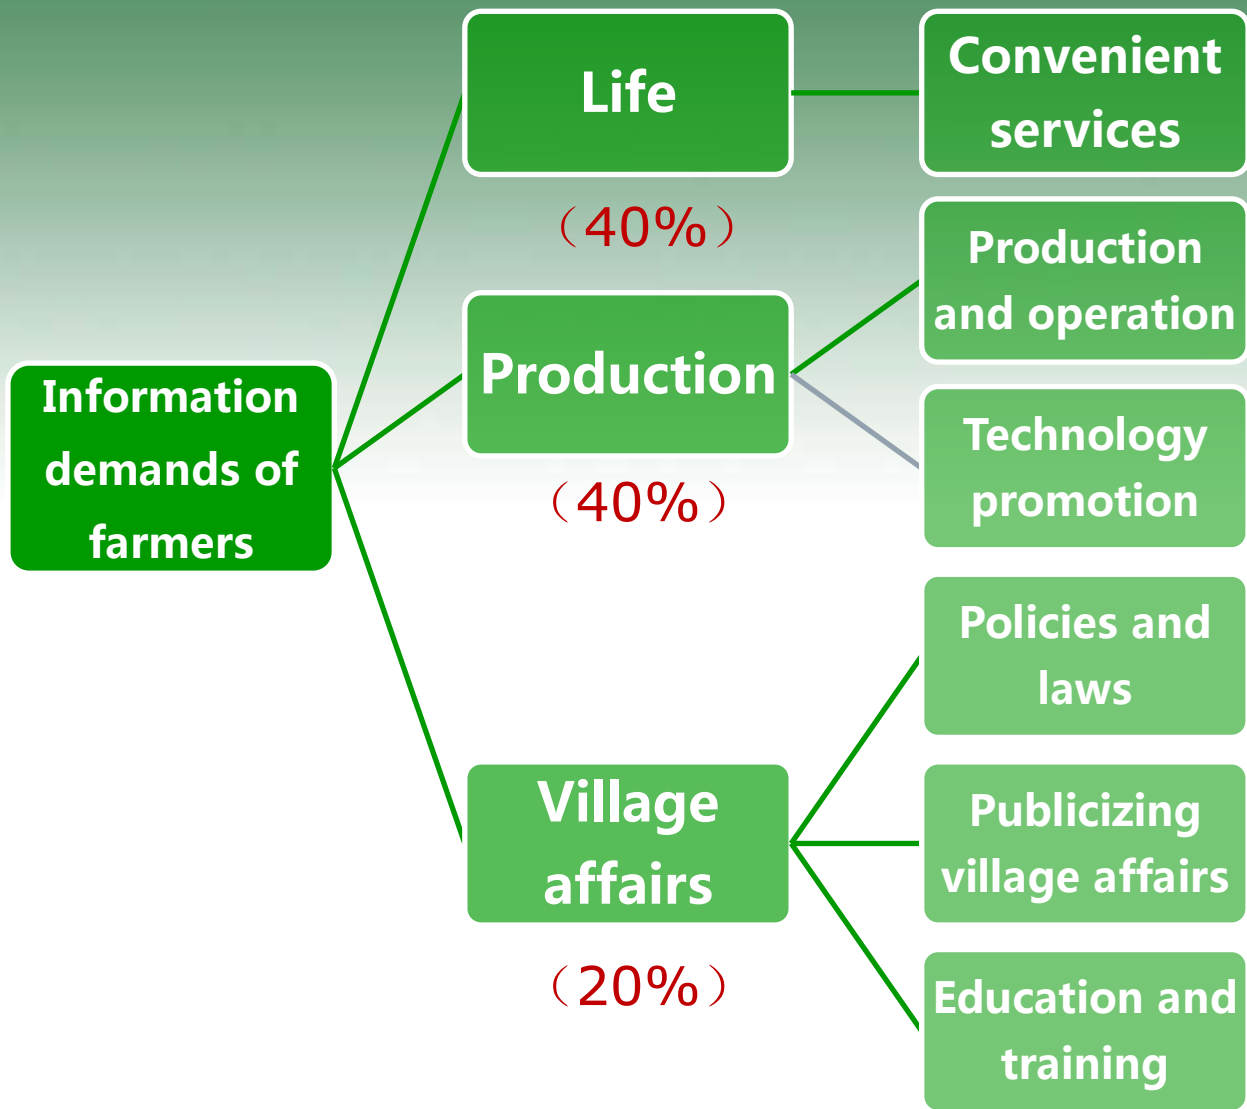 Information
demands of
farmers
Life
（40%）
Production
（40%）
Village
affairs
（20%）
Convenient
services
Production
and operation
Technology
promotion
Policies and
laws
Publicizing
village affairs
Education and
training